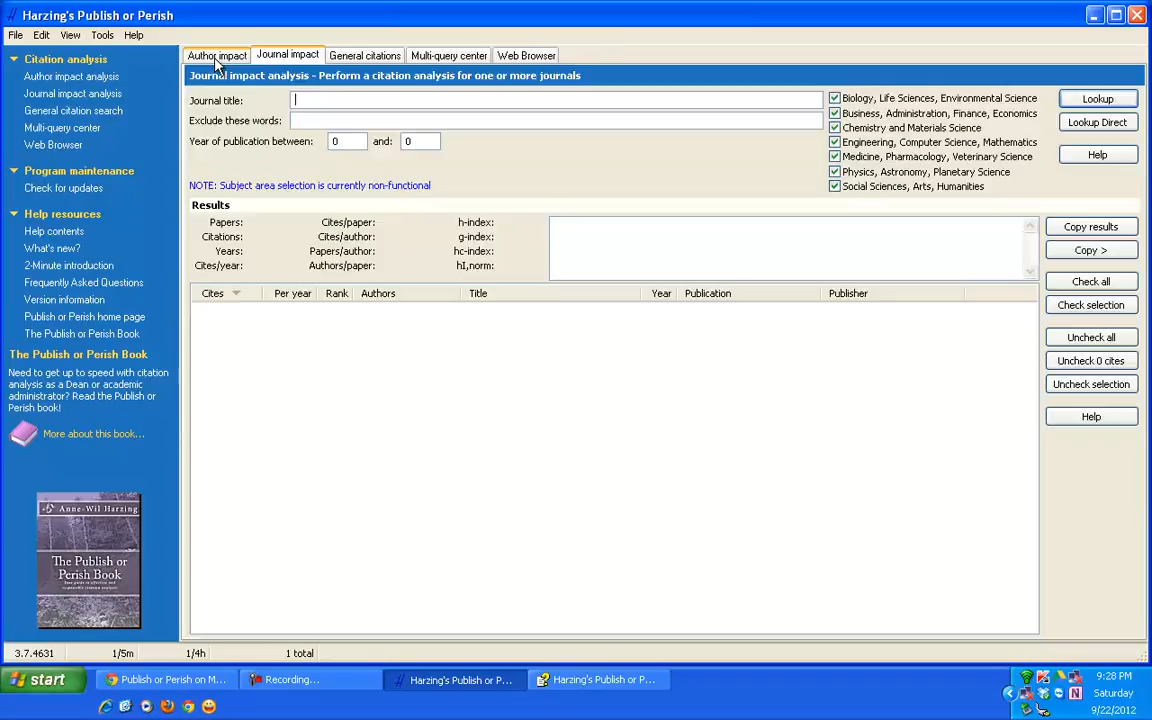 Harzing's Publish or Perish
File Edit View Tools Help
Citation analysis
Author impact analysis
Journal impact analysis
General citation search
Multi-query center
Web Browser
Program maintenance
Check for updates
Help resources
Help contents
What's new?
2-Minute introduction
Frequently Asked Questions
Version information
Publish or Perish home page
The Publish or Perish Book
The Publish or Perish Book
Need to get up to speed with citation
analysis as a Dean or academic
administrator? Read the Publish or
Perish book!
More about this book...
Anne-Wil Harzing
The Publish or
Perish Book
Author impact Journal impact General citations Multi-query center Web Browser
Journal impact analysis - Perform a citation analysis for one or more journals
Journal title:
Exclude these words:
Year of publication between: 0 and: 0
NOTE: Subject area selection is currently non-functional
Biology, Life Sciences, Environmental Science
Business, Administration, Finance, Economics
Chemistry and Materials Science
Engineering, Computer Science, Mathematics
Medicine, Pharmacology, Veterinary Science
Physics, Astronomy, Planetary Science
Social Sciences, Arts, Humanities
Lookup
Lookup Direct
Help
Results
Papers: Cites/paper: h-index:
Citations: Cites/author: g-index:
Years: Papers/author: hc-index:
Cites/year: Authors/paper: hI,norm:
Cites Per year Rank Authors Title Year Publication Publisher
Copy results
Copy >
Check all
Check selection
Uncheck all
Uncheck 0 cites
Uncheck selection
Help
3.7.4631 1/5m 1/4h 1 total
start Publish or Perish on M... Recording... Harzing's Publish or P... Harzing's Publish or P...
9:28 PM
Saturday
9/22/2012